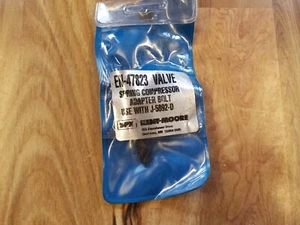 EN-47823 VALVE
SPRING COMPRESSOR
ADAPTER BOLT
USE WITH J-5892-D
SPX KENT-MOORE